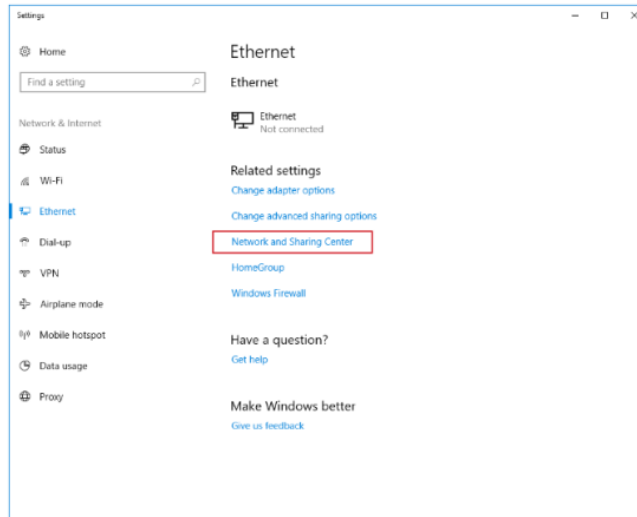 Settings
Home
Find a setting
Network & Internet
Status
Wi-Fi
Ethernet
Dial-up
VPN
Airplane mode
Mobile hotspot
Data usage
Proxy
Ethernet
Ethernet
Ethernet
Not connected
Related settings
Change adapter options
Change advanced sharing options
Network and Sharing Center
HomeGroup
Windows Firewall
Have a question?
Get help
Make Windows better
Give us feedback